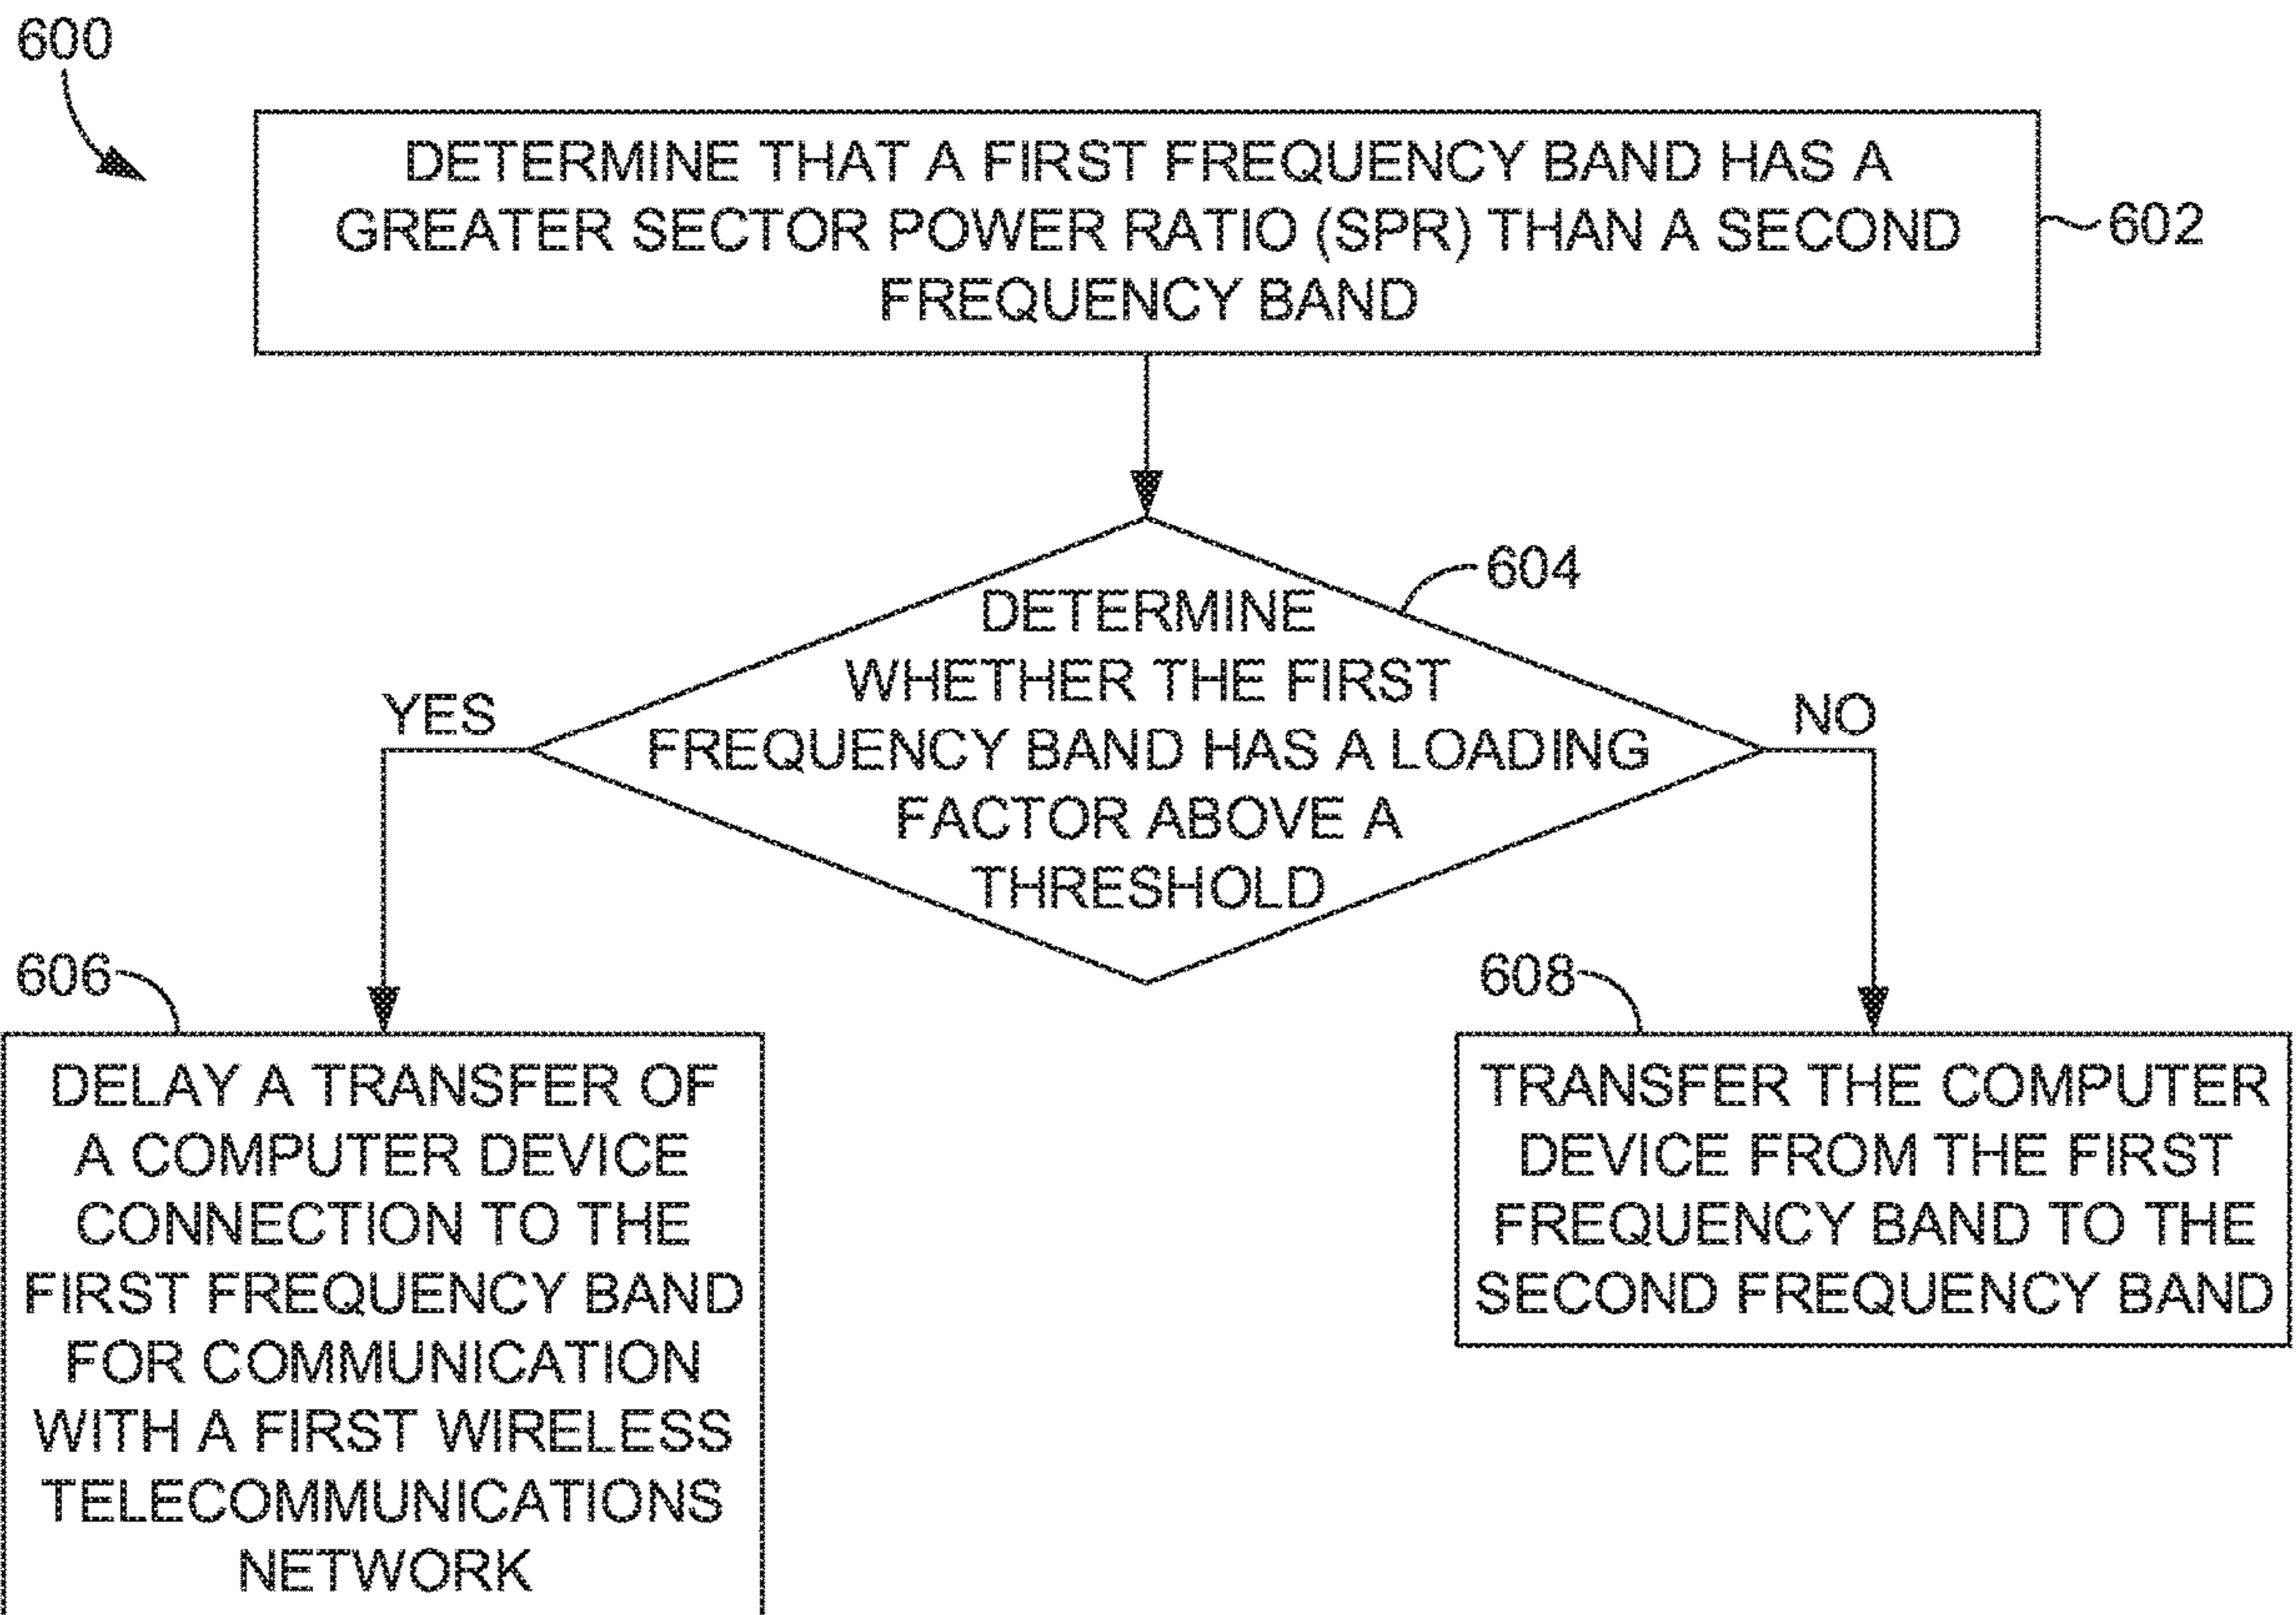 600
DETERMINE THAT A FIRST FREQUENCY BAND HAS A
GREATER SECTOR POWER RATIO (SPR) THAN A SECOND
FREQUENCY BAND
602
604
DETERMINE
WHETHER THE FIRST
FREQUENCY BAND HAS A LOADING
FACTOR ABOVE A
THRESHOLD
YES
NO
606
DELAY A TRANSFER OF
A COMPUTER DEVICE
CONNECTION TO THE
FIRST FREQUENCY BAND
FOR COMMUNICATION
WITH A FIRST WIRELESS
TELECOMMUNICATIONS
NETWORK
608
TRANSFER THE COMPUTER
DEVICE FROM THE FIRST
FREQUENCY BAND TO THE
SECOND FREQUENCY BAND